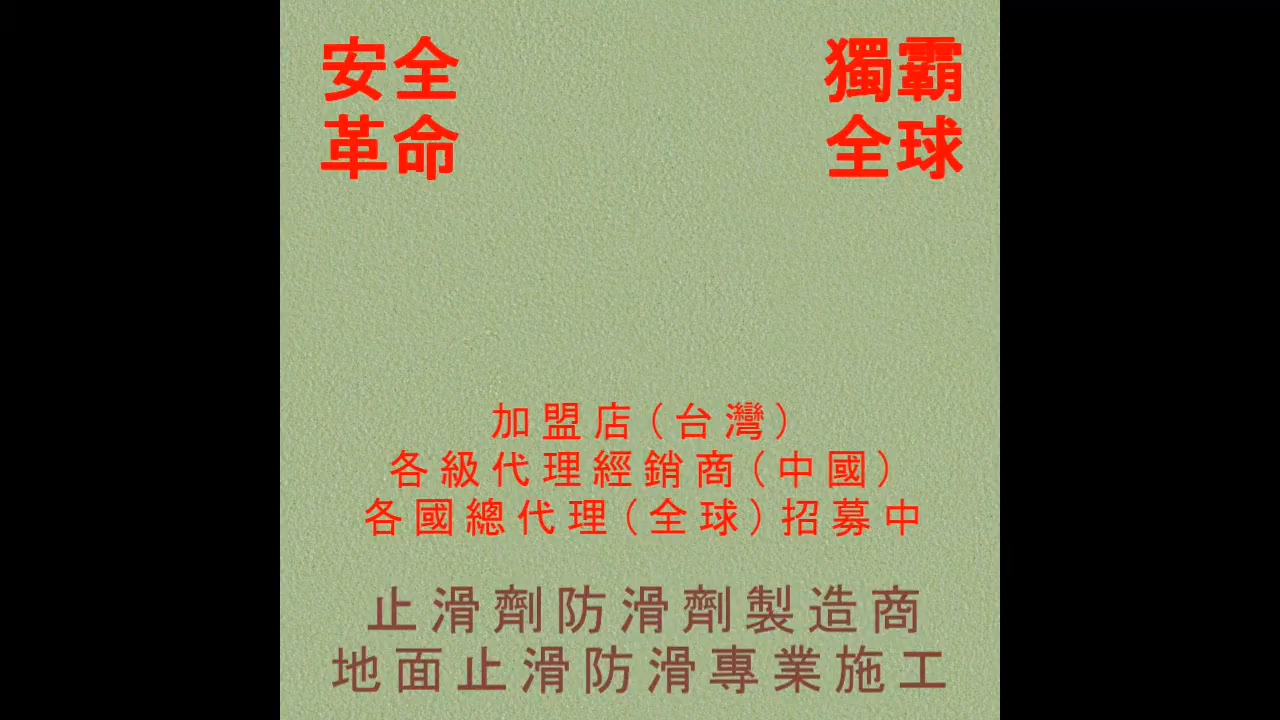 安全
革命
獨霸
全球
加盟店(台灣)
各級代理經銷商(中國)
各國總代理(全球)招募中
止滑劑防滑劑製造商
地面止滑防滑專業施工